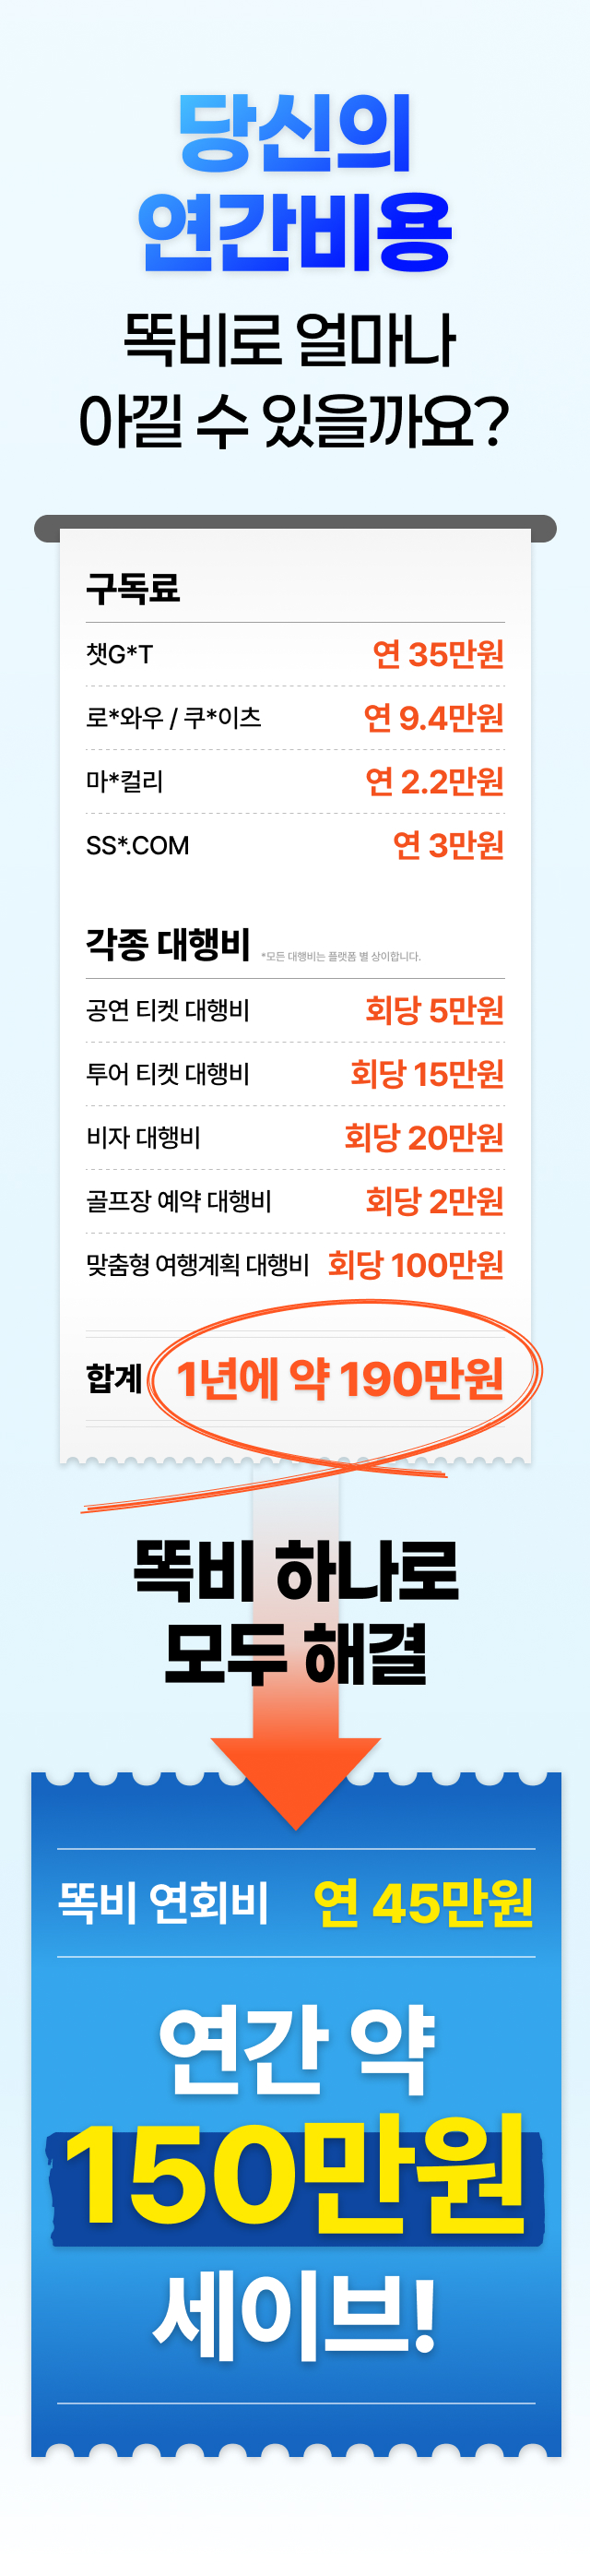 당신의
연간비용
똑비로 얼마나
아낄 수 있을까요?
구독료
챗G*T 연 35만원
로*와우 / 쿠*이츠 연 9.4만원
마*컬리 연 2.2만원
SS*.COM 연 3만원
각종 대행비 *모든 대행비는 플랫폼 별 상이합니다.
공연 티켓 대행비 회당 5만원
투어 티켓 대행비 회당 15만원
비자 대행비 회당 20만원
골프장 예약 대행비 회당 2만원
맞춤형 여행계획 대행비 회당 100만원
합계 1년에 약 190만원
똑비 하나로
모두 해결
똑비 연회비 연 45만원
연간 약
150만원
세이브!